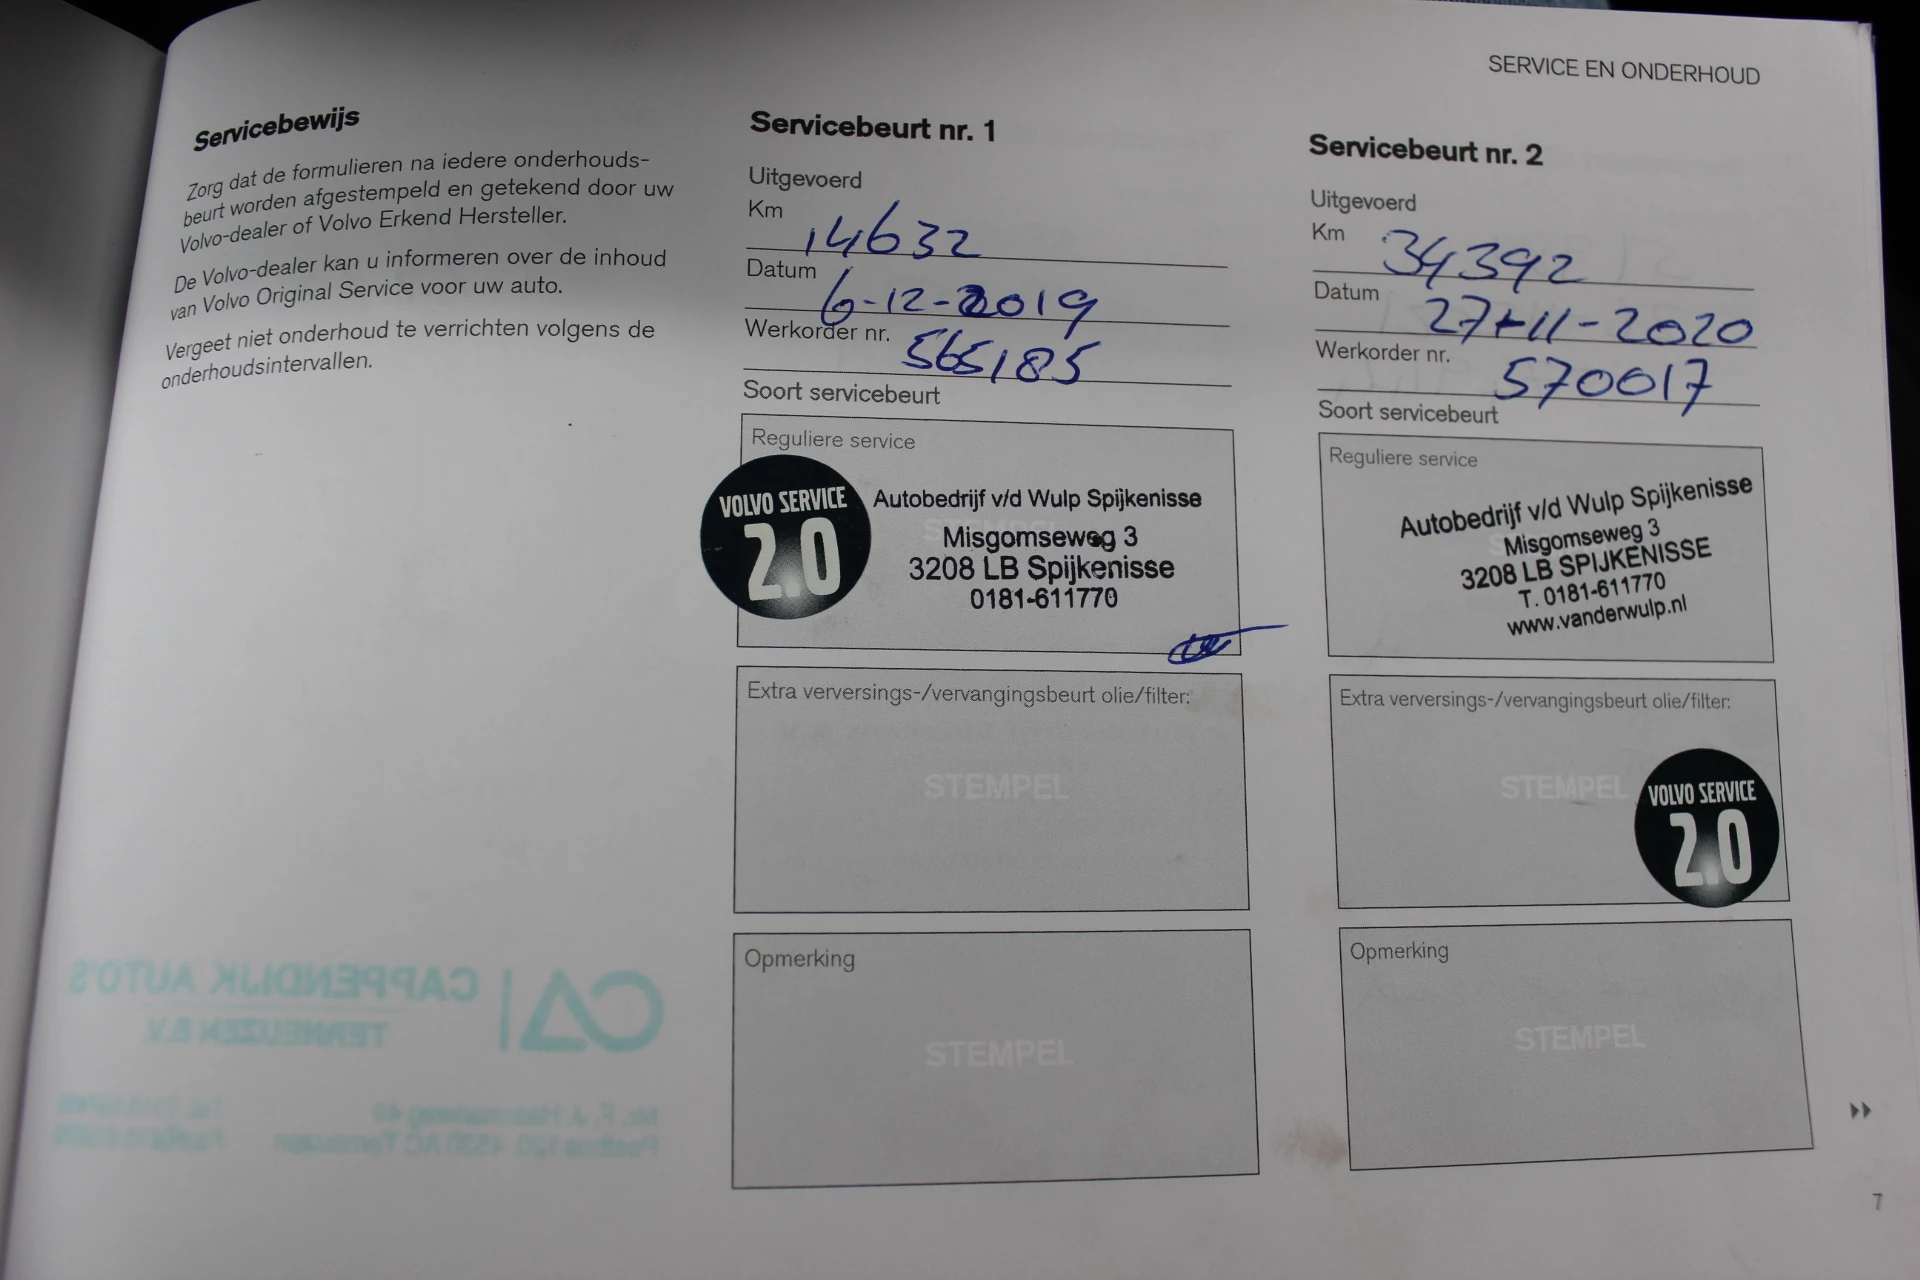 SERVICE EN ONDERHOUD
Servicebewijs
Zorg dat de formulieren na iedere onderhouds-
beurt worden afgestempeld en getekend door uw
Volvo-dealer of Volvo Erkend Hersteller.
De Volvo-dealer kan u informeren over de inhoud
van Volvo Original Service voor uw auto.
Vergeet niet onderhoud te verrichten volgens de
onderhoudsintervallen.
CAPPENDIJK AUTO'S
TERNEUZEN B.V.
Servicebeurt nr. 1
Uitgevoerd
Km 14632
Datum 6-12-2019
Werkorder nr. 565185
Soort servicebeurt
Reguliere service
VOLVO SERVICE
2.0
Autobedrijf v/d Wulp Spijkenisse
Misgomseweg 3
3208 LB Spijkenisse
0181-611770
Extra verversings-/vervangingsbeurt olie/filter:
STEMPEL
Opmerking
STEMPEL
Servicebeurt nr. 2
Uitgevoerd
Km 34392
Datum 27-11-2020
Werkorder nr. 570017
Soort servicebeurt
Reguliere service
Autobedrijf v/d Wulp Spijkenisse
Misgomseweg 3
3208 LB SPIJKENISSE
T. 0181-611770
www.vanderwulp.nl
Extra verversings-/vervangingsbeurt olie/filter:
STEMPEL
VOLVO SERVICE
2.0
Opmerking
STEMPEL
7